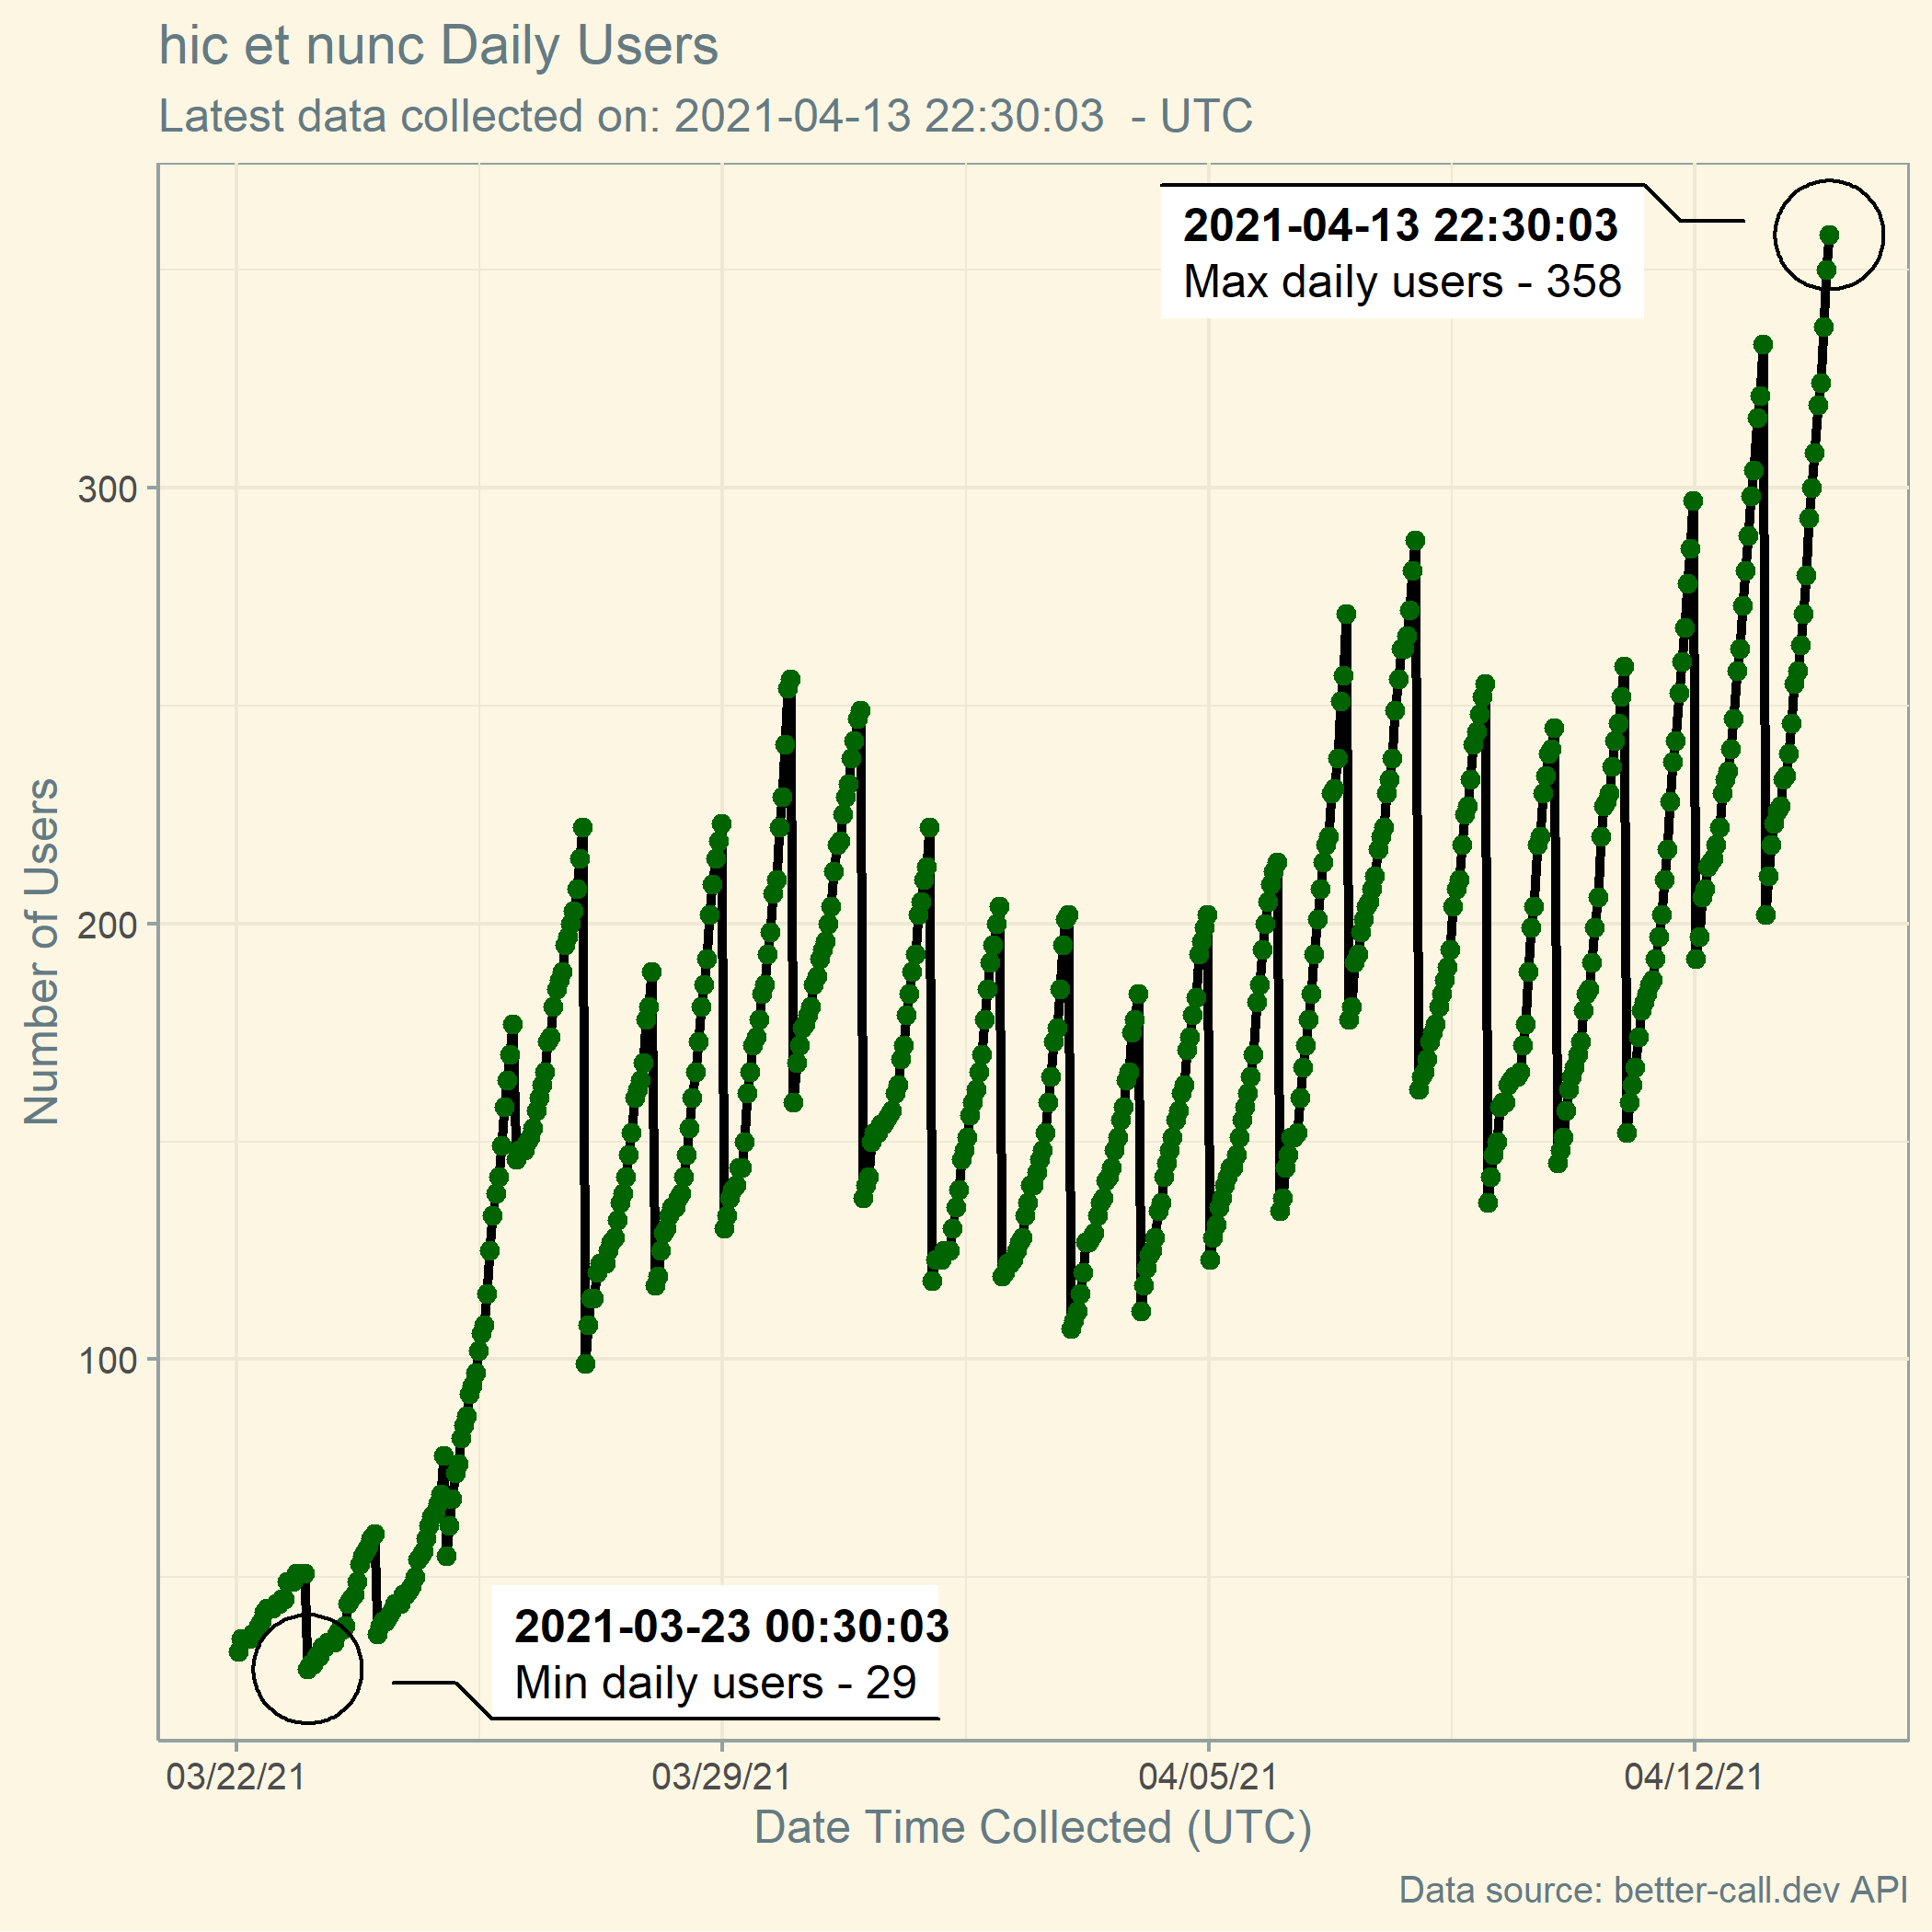 hic et nunc Daily Users
Latest data collected on: 2021-04-13 22:30:03  - UTC
2021-04-13 22:30:03
Max daily users - 358
Number of Users
300
200
100
2021-03-23 00:30:03
Min daily users - 29
03/22/21
03/29/21
04/05/21
04/12/21
Date Time Collected (UTC)
Data source: better-call.dev API